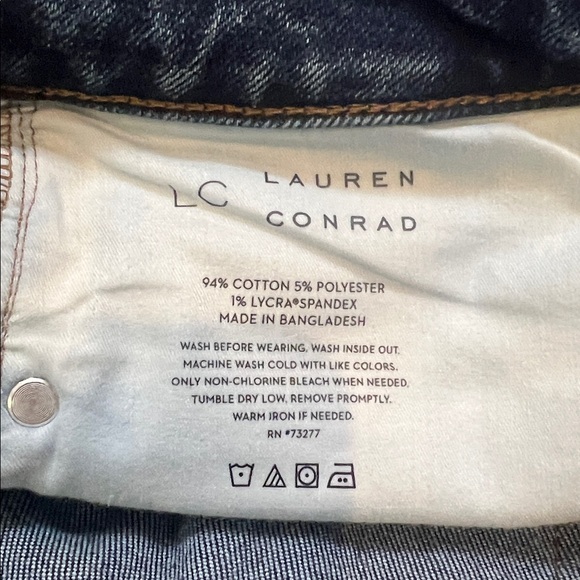 LC LAUREN
CONRAD
94% COTTON 5% POLYESTER
1% LYCRA®SPANDEX
MADE IN BANGLADESH
WASH BEFORE WEARING. WASH INSIDE OUT.
MACHINE WASH COLD WITH LIKE COLORS.
ONLY NON-CHLORINE BLEACH WHEN NEEDED.
TUMBLE DRY LOW, REMOVE PROMPTLY.
WARM IRON IF NEEDED.
RN #73277